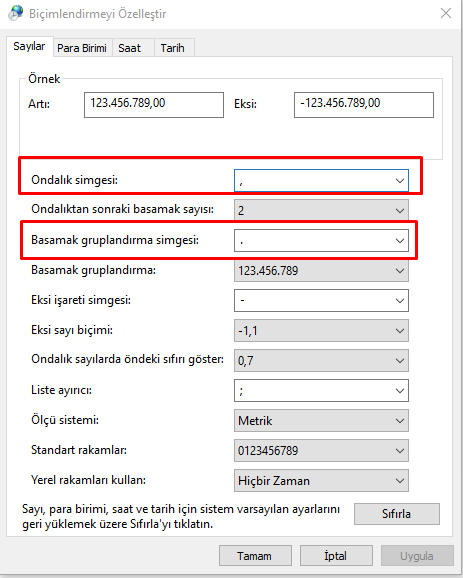 Biçimlendirmeyi Özelleştir
Sayılar Para Birimi Saat Tarih
Örnek
Artı: 123.456.789,00 Eksi: -123.456.789,00
Ondalık simgesi: ,
Ondalıktan sonraki basamak sayısı: 2
Basamak gruplandırma simgesi: .
Basamak gruplandırma: 123.456.789
Eksi işareti simgesi: -
Eksi sayı biçimi: -1,1
Ondalık sayılarda öndeki sıfırı göster: 0,7
Liste ayırıcı: ;
Ölçü sistemi: Metrik
Standart rakamlar: 0123456789
Yerel rakamları kullan: Hiçbir Zaman
Sayı, para birimi, saat ve tarih için sistem varsayılan ayarlarını
geri yüklemek üzere Sıfırla'yı tıklatın.
Sıfırla
Tamam İptal Uygula